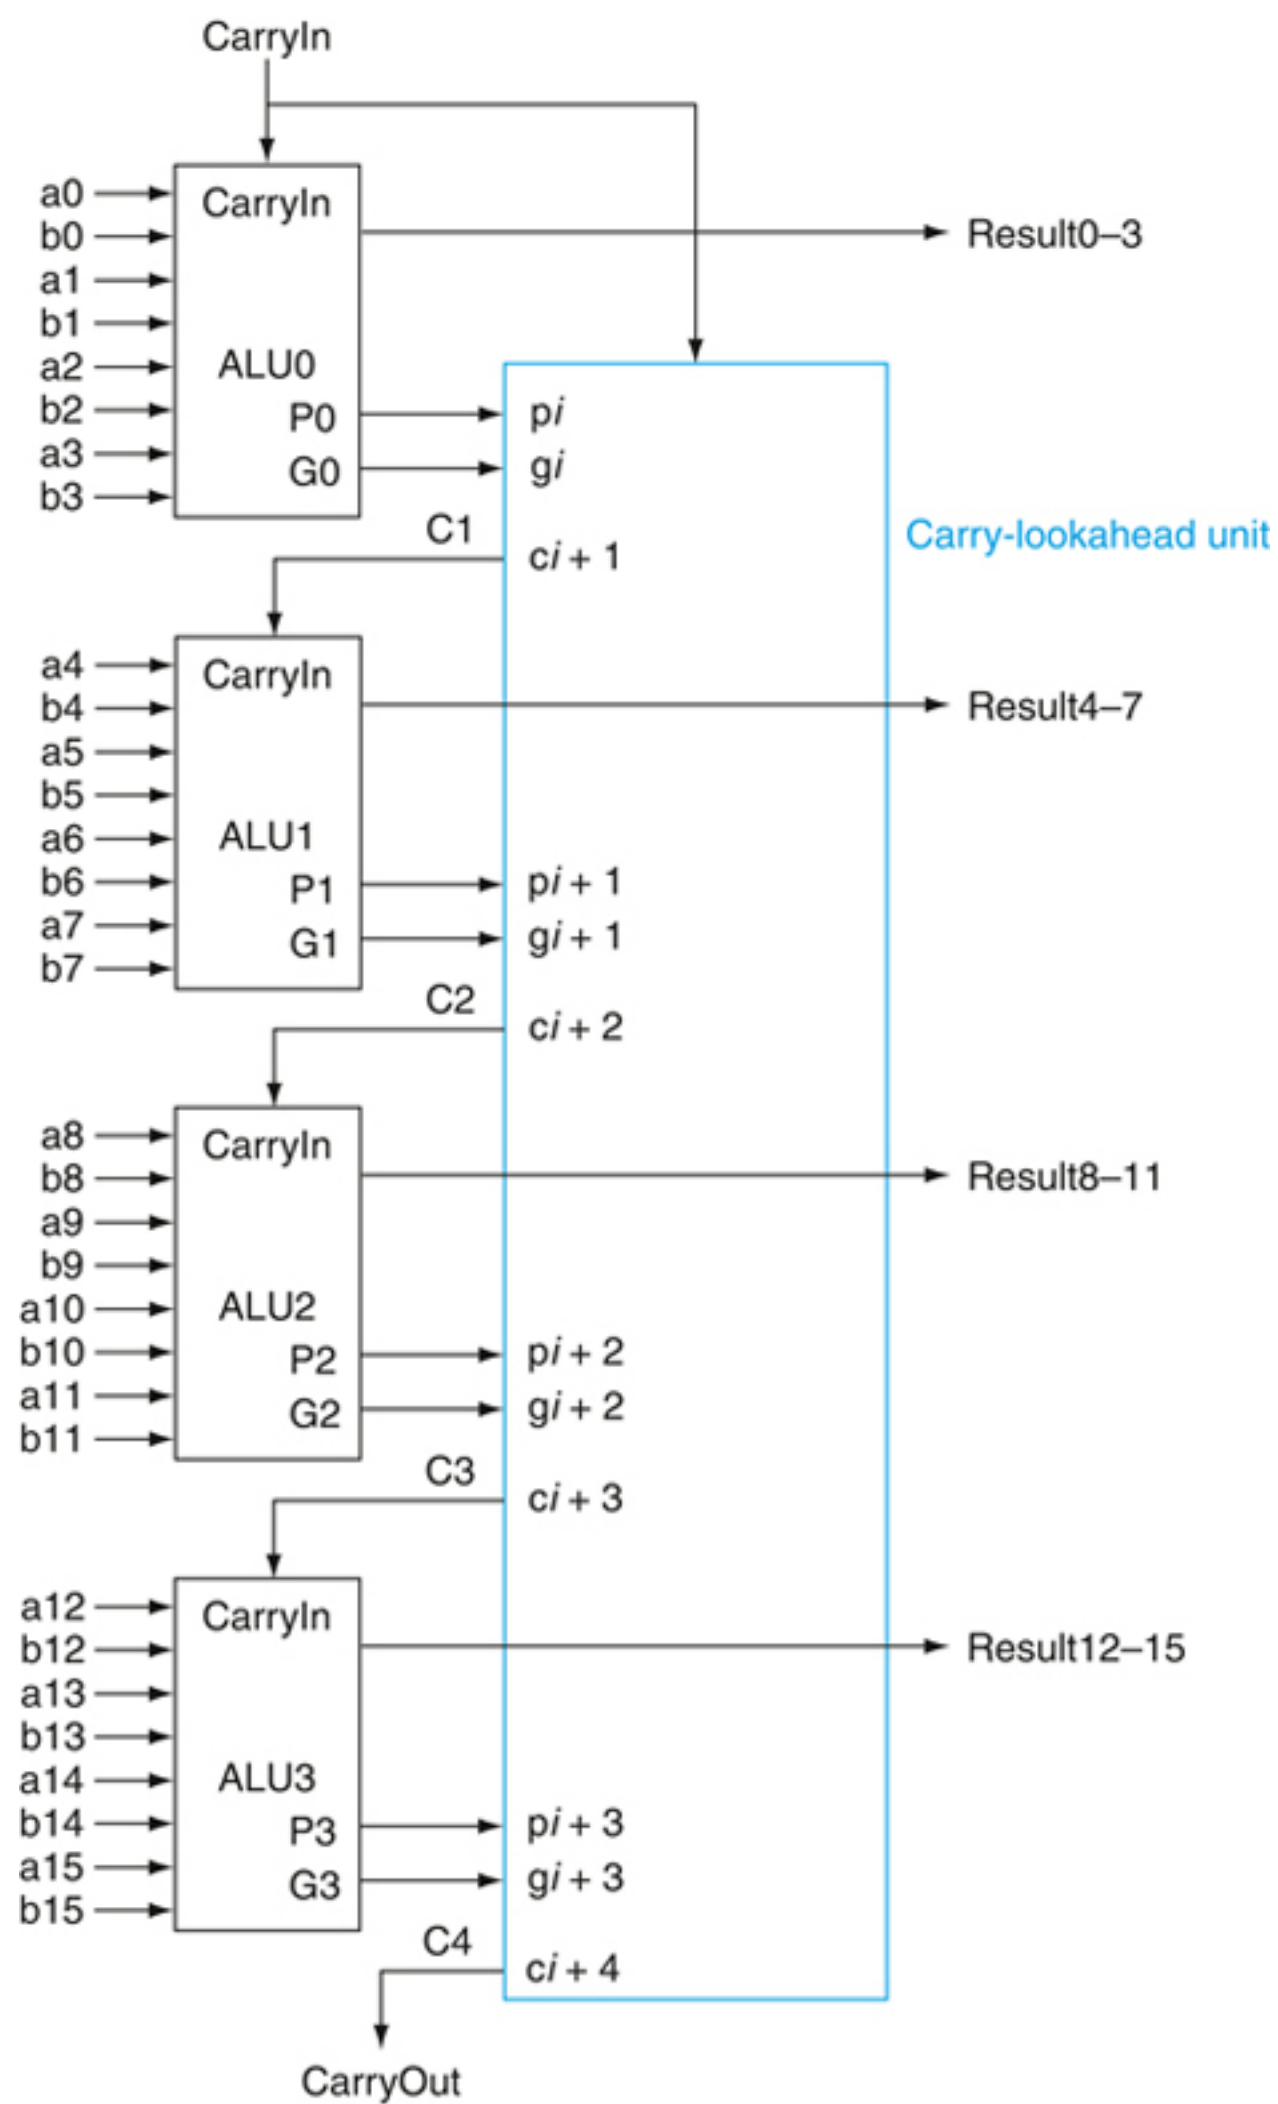 CarryIn
a0
b0
a1
b1
a2
b2
a3
b3
CarryIn
ALU0
P0
G0
Result0–3
pi
gi
C1
ci + 1
Carry-lookahead unit
a4
b4
a5
b5
a6
b6
a7
b7
CarryIn
ALU1
P1
G1
Result4–7
pi + 1
gi + 1
C2
ci + 2
a8
b8
a9
b9
a10
b10
a11
b11
CarryIn
ALU2
P2
G2
Result8–11
pi + 2
gi + 2
C3
ci + 3
a12
b12
a13
b13
a14
b14
a15
b15
CarryIn
ALU3
P3
G3
Result12–15
pi + 3
gi + 3
C4
ci + 4
CarryOut